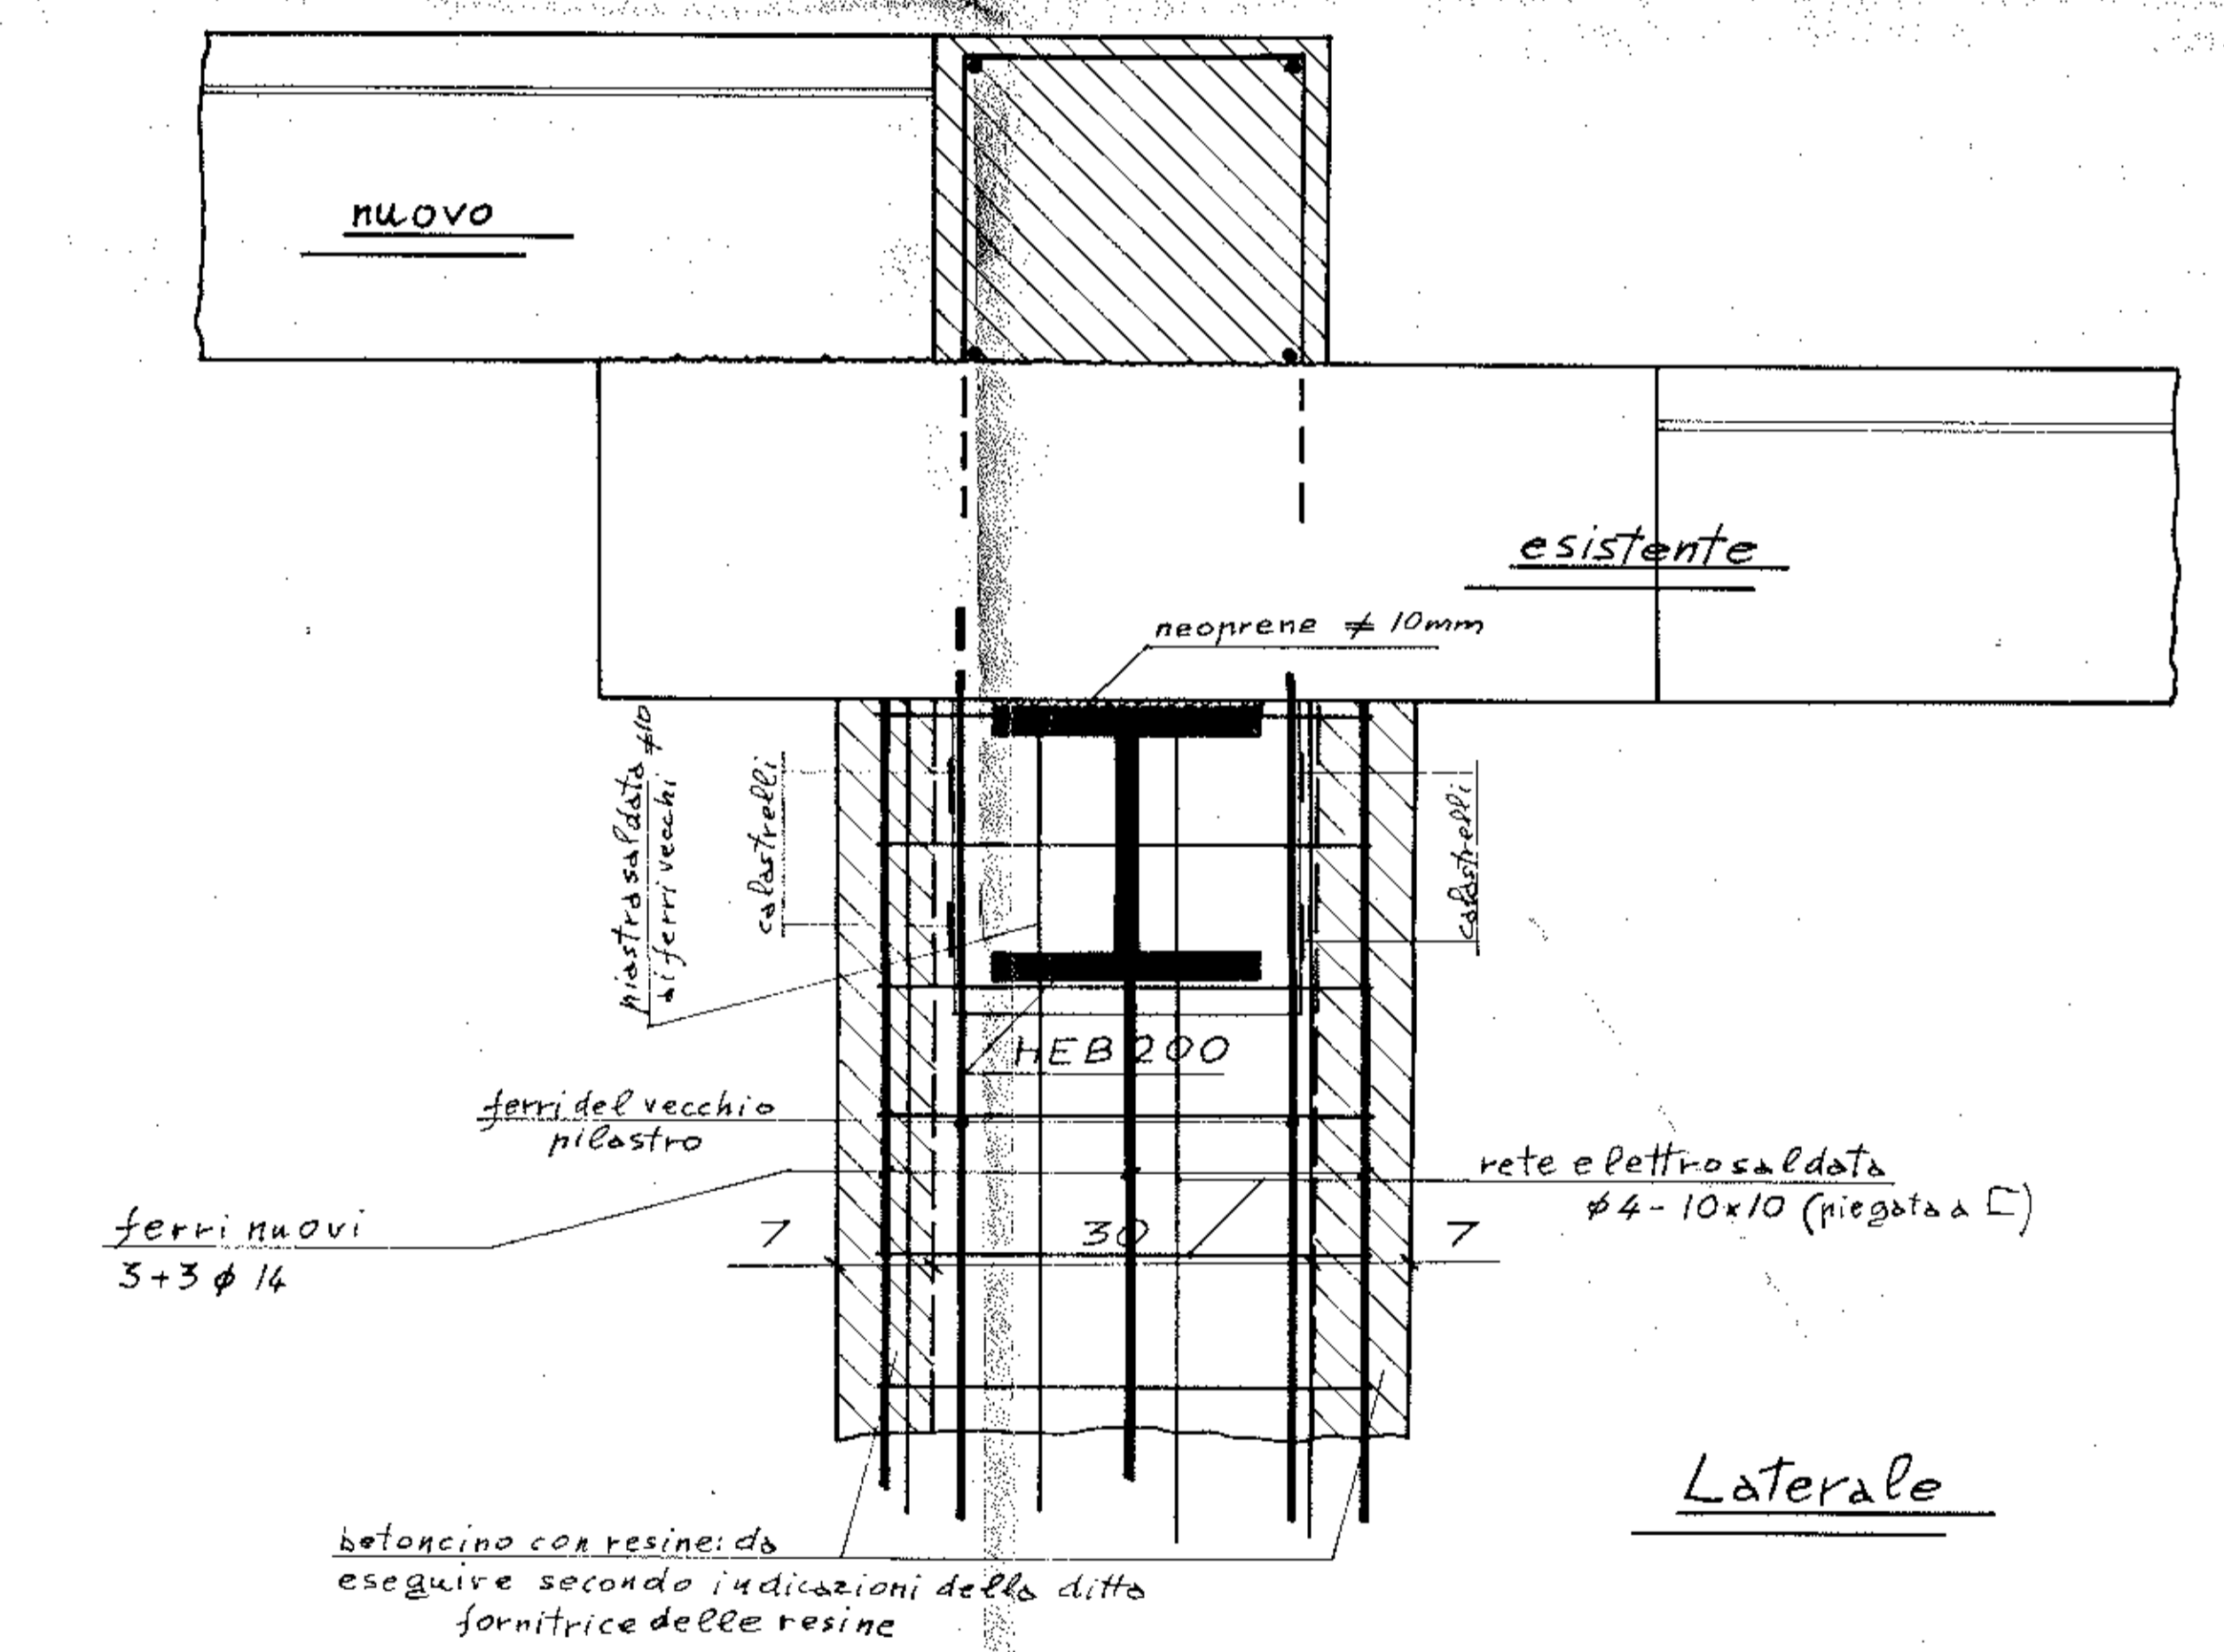 nuovo
esistente
neoprene ≠ 10mm
piastra saldata ≠10
ai ferri vecchi
calastrelli
calastrelli
HEB 200
ferri del vecchio
pilastro
rete elettrosaldata
ø4 - 10x10 (piegata a ⊏)
ferri nuovi
3+3 ø 14
7
30
7
Laterale
betoncino con resine: da
eseguire secondo indicazioni della ditta
fornitrice delle resine